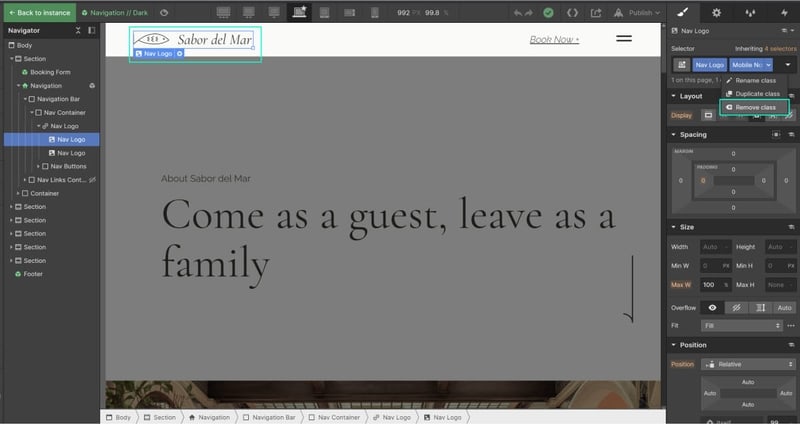 Back to instance
Navigation // Dark
992 PX 99.8 %
Publish
Navigator
Body
Section
Booking Form
Navigation
Navigation Bar
Nav Container
Nav Logo
Nav Logo
Nav Logo
Nav Buttons
Nav Links Cont...
Container
Section
Section
Section
Section
Section
Footer
Sabor del Mar
Nav Logo
Book Now
About Sabor del Mar
Come as a guest, leave as a
family
Body Section Navigation Navigation Bar Nav Container Nav Logo Nav Logo
Nav Logo
Selector Inheriting 4 selectors
Nav Logo
1 on this page, 1
Rename class
Duplicate class
Remove class
Layout
Display
Spacing
MARGIN
0
PADDING
0
0 0 0 0
0
0
Size
Width Auto Height Auto
Min W 0 PX Min H 0 PX
Max W 100 % Max H None
Overflow Auto
Fit Fill
Position
Position Relative
Auto
Auto Auto
Auto